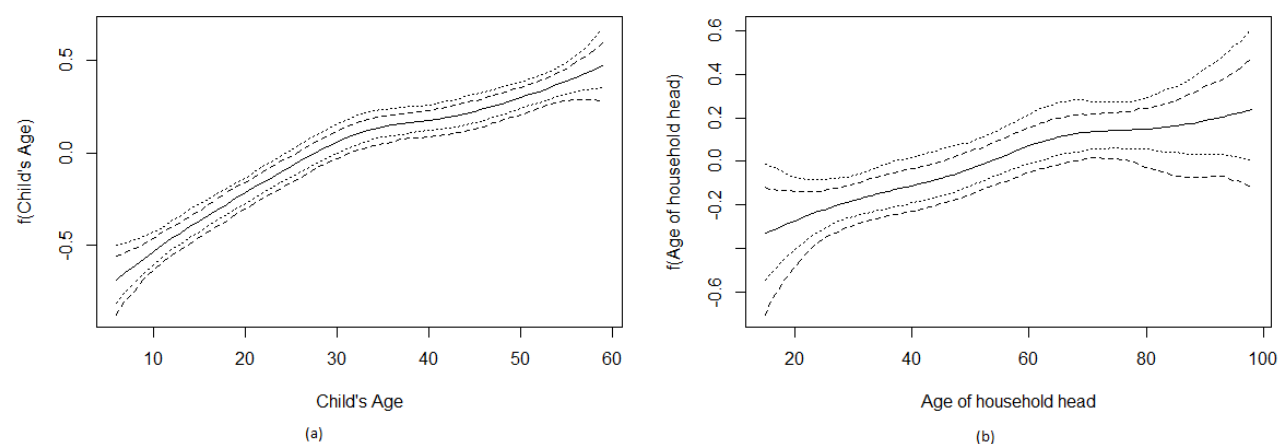 f(Child's Age)
0.5
0.0
-0.5
10 20 30 40 50 60
Child's Age
(a)
f(Age of household head)
0.6
0.4
0.2
0.0
-0.2
-0.6
20 40 60 80 100
Age of household head
(b)